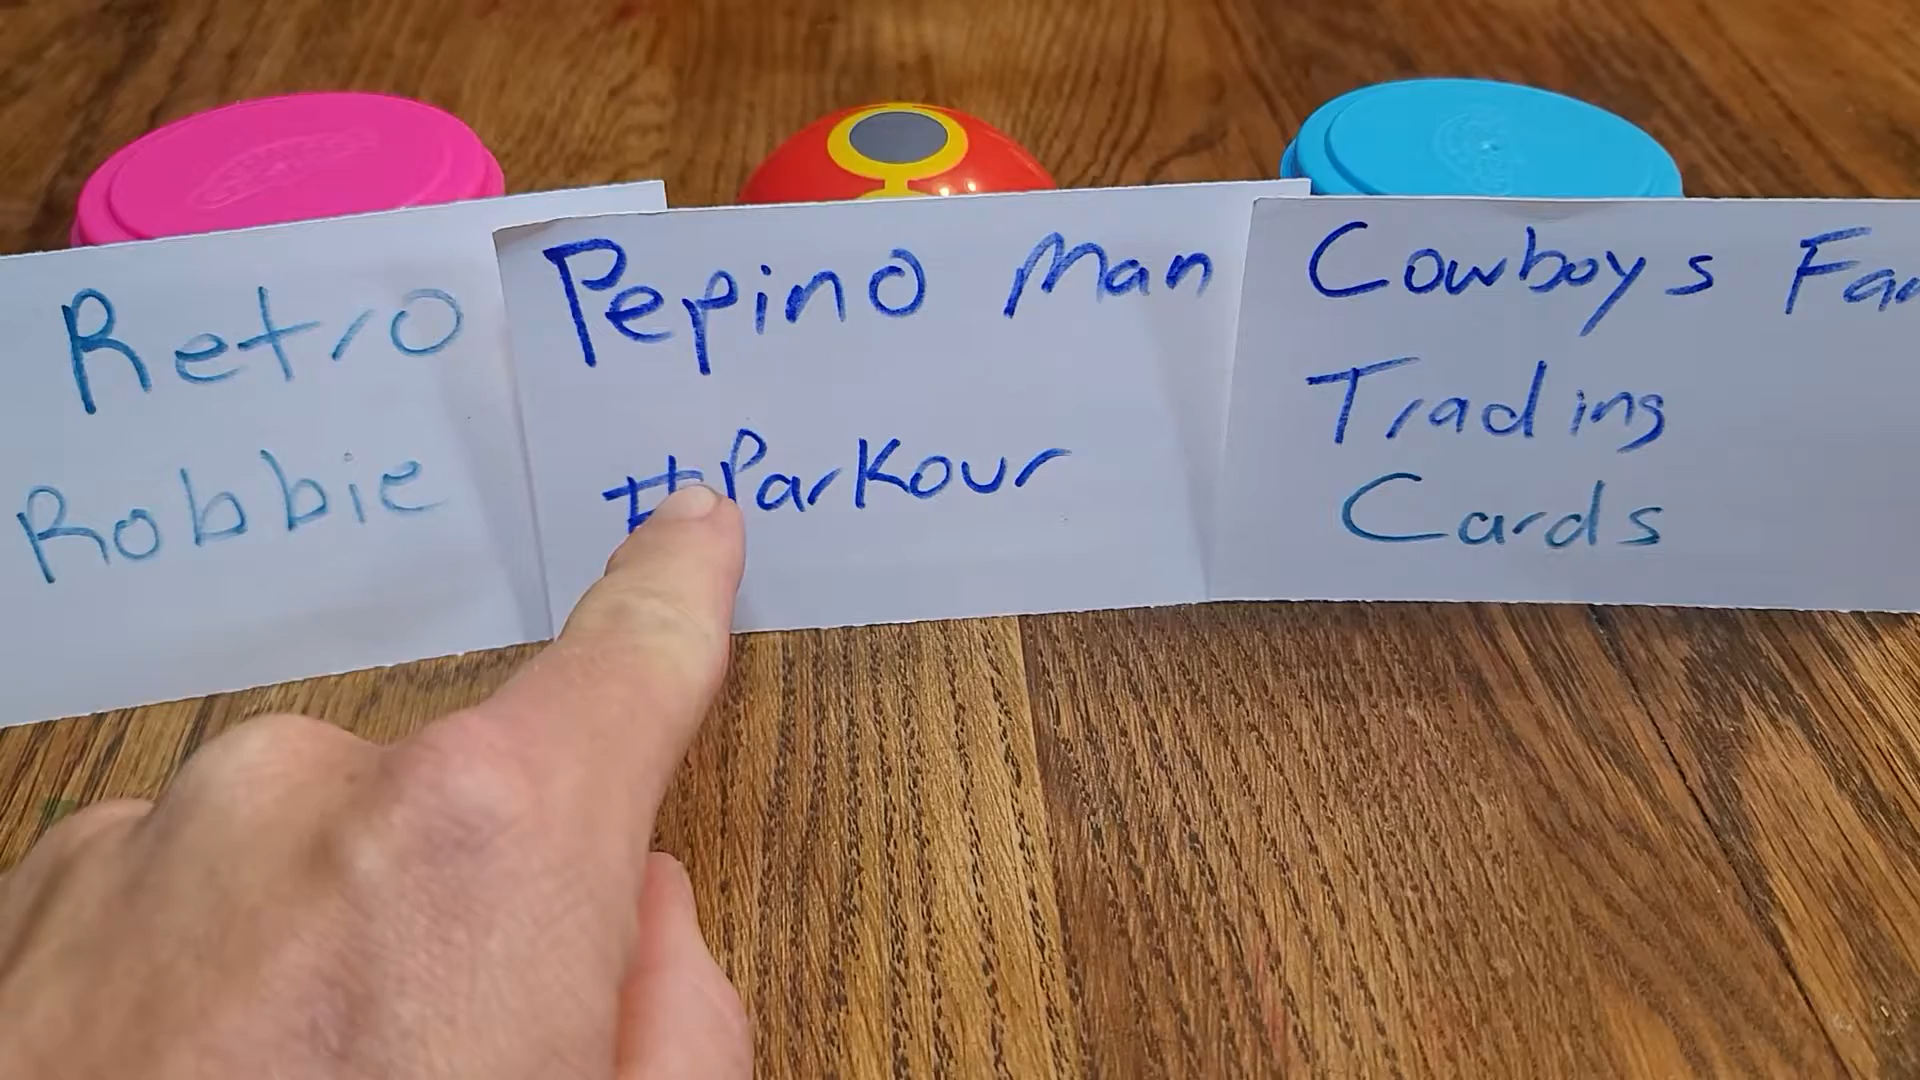 Retro
Robbie
Pepino Man
#Parkour
Cowboys
Trading
Cards